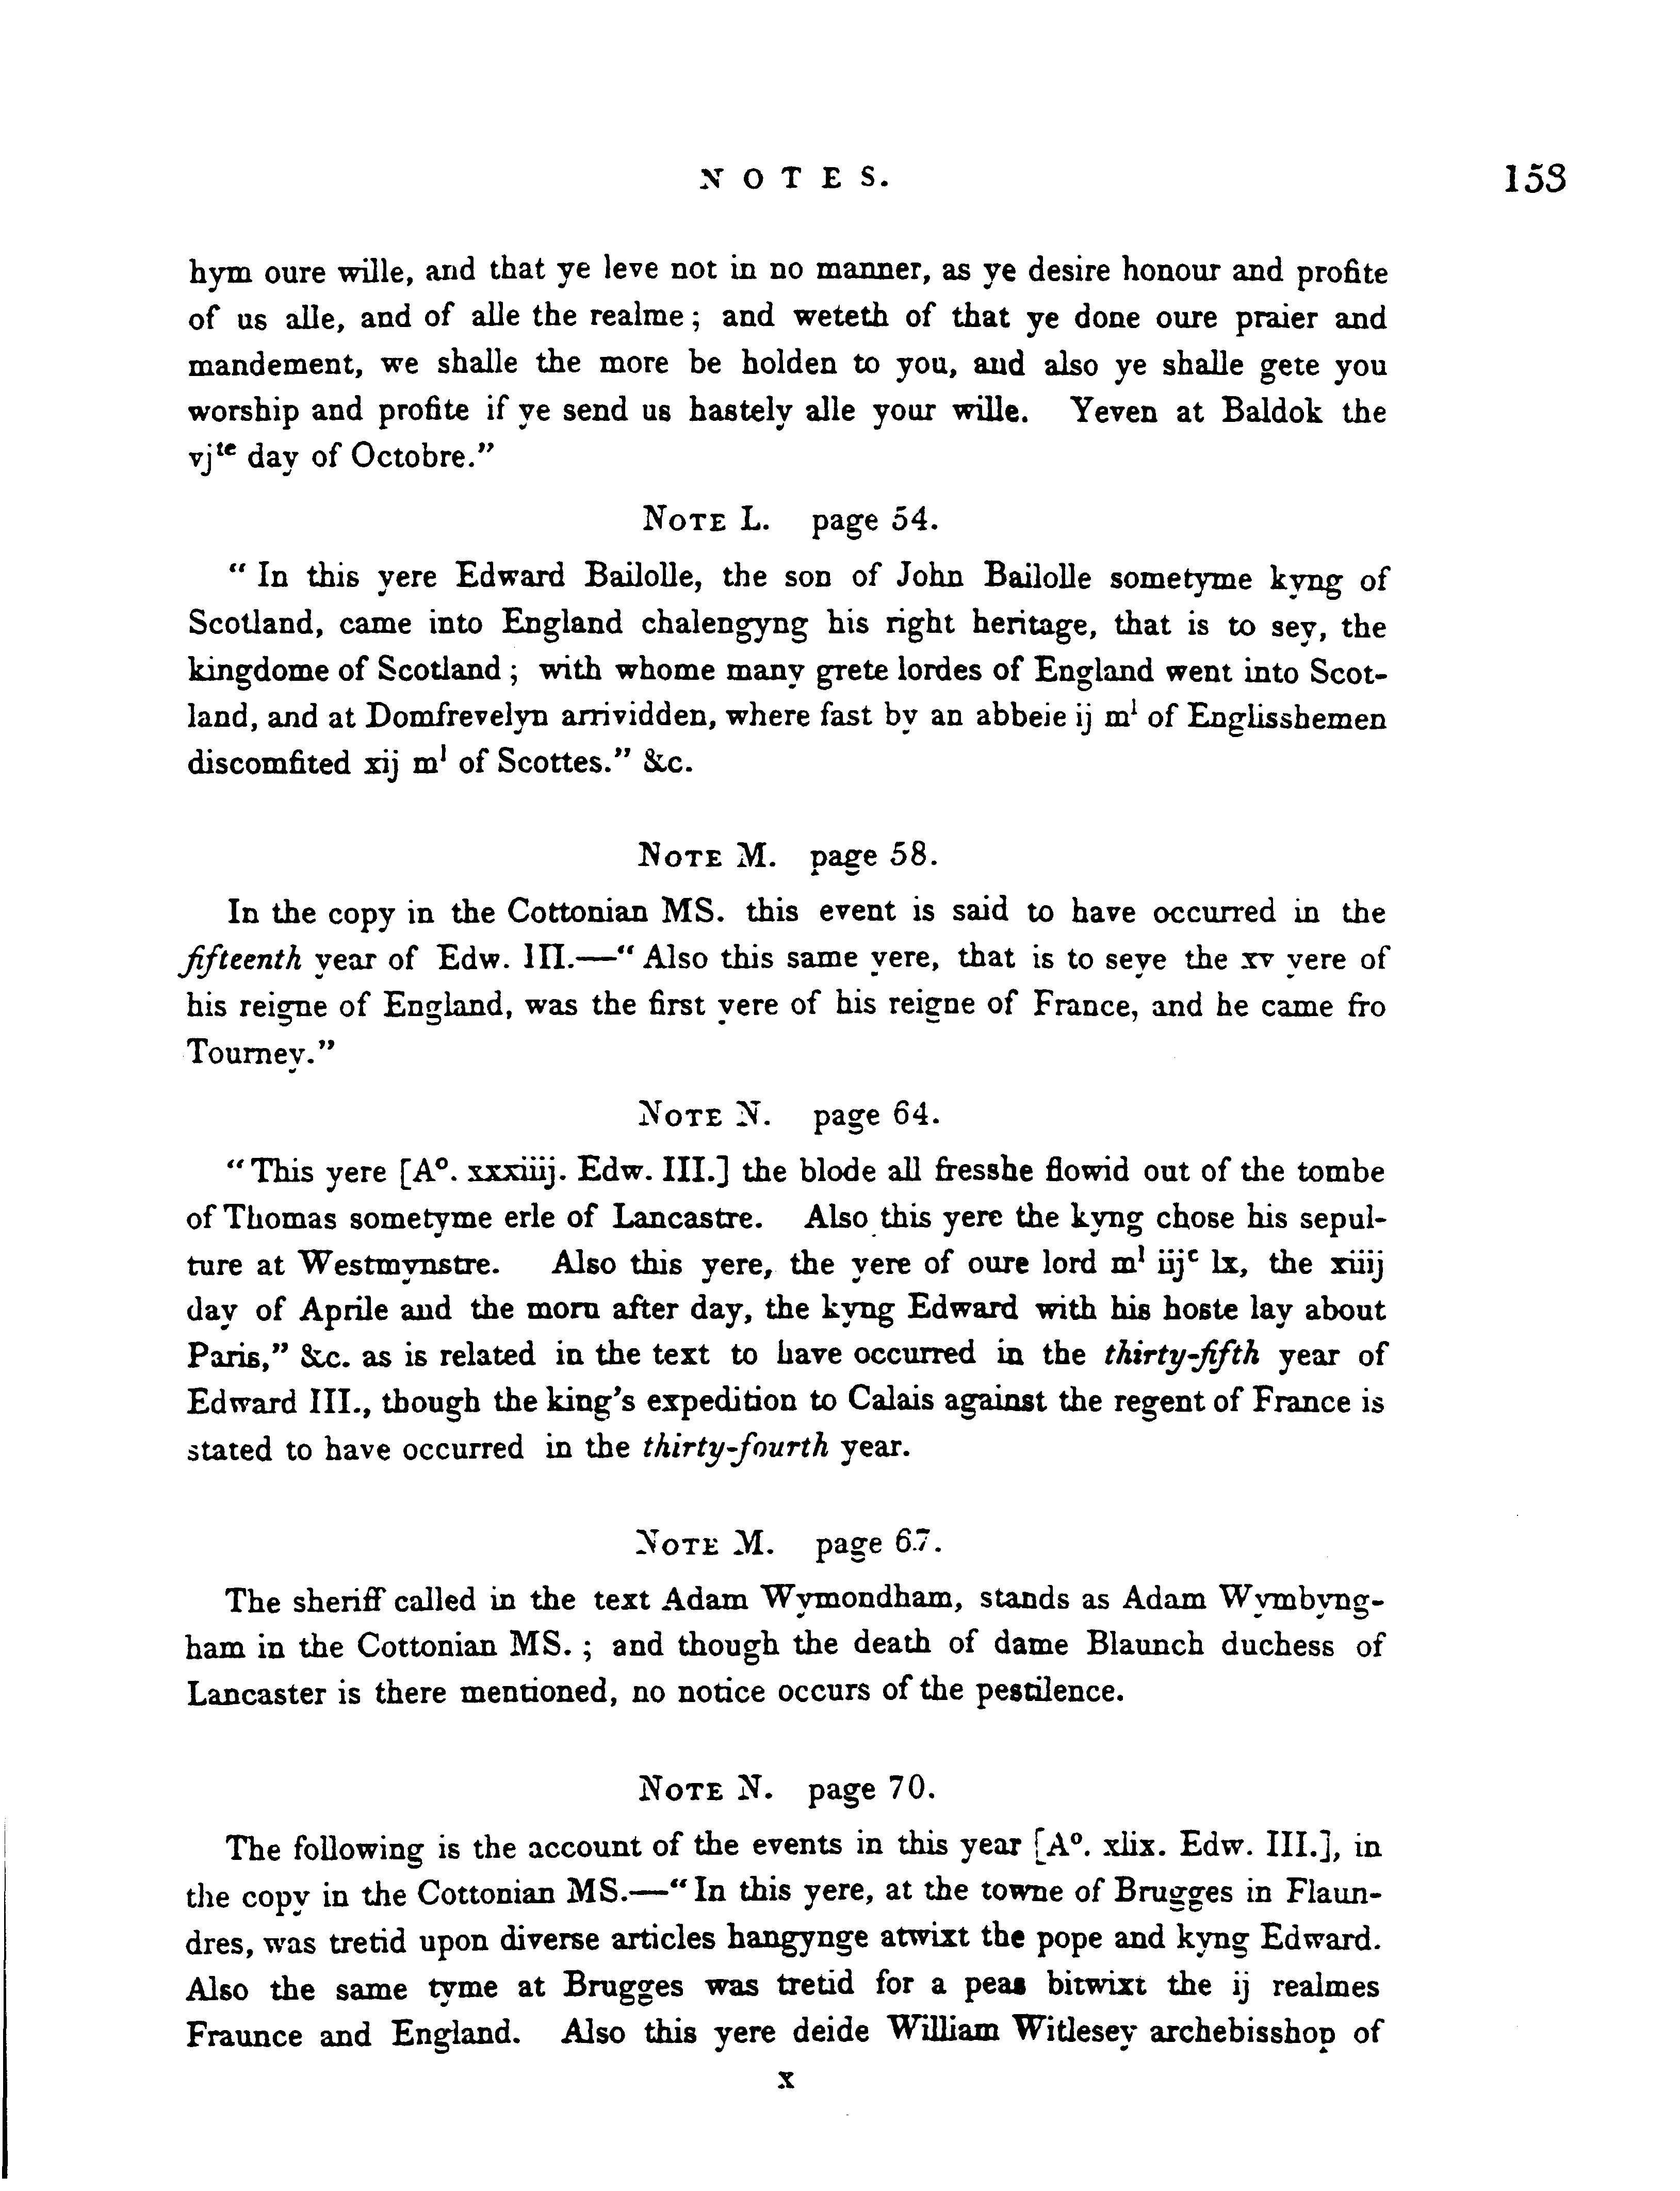 NOTES. 153
hym oure wille, and that ye leve not in no manner, as ye desire honour and profite
of us alle, and of alle the realme; and weteth of that ye done oure praier and
mandement, we shalle the more be holden to you, and also ye shalle gete you
worship and profite if ye send us hastely alle your wille. Yeven at Baldok the
vjᵗᵉ day of Octobre.”
NOTE L. page 54.
“In this yere Edward Bailolle, the son of John Bailolle sometyme kyng of
Scotland, came into England chalengyng his right heritage, that is to sey, the
kingdome of Scotland; with whome many grete lordes of England went into Scot-
land, and at Domfrevelyn arrividden, where fast by an abbeie ij mˡ of Englisshemen
discomfited xij mˡ of Scottes.” &c.
NOTE M. page 58.
In the copy in the Cottonian MS. this event is said to have occurred in the
fifteenth year of Edw. III.—“Also this same yere, that is to seye the xv yere of
his reigne of England, was the first yere of his reigne of France, and he came fro
Tourney.”
NOTE N. page 64.
“This yere [Aº. xxxiiij. Edw. III.] the blode all fresshe flowid out of the tombe
of Thomas sometyme erle of Lancastre. Also this yere the kyng chose his sepul-
ture at Westmynstre. Also this yere, the yere of oure lord mˡ iijᶜ lx, the xiiij
day of Aprile and the morn after day, the kyng Edward with his hoste lay about
Paris,” &c. as is related in the text to have occurred in the thirty-fifth year of
Edward III., though the king’s expedition to Calais against the regent of France is
stated to have occurred in the thirty-fourth year.
NOTE M. page 67.
The sheriff called in the text Adam Wymondham, stands as Adam Wymbyng-
ham in the Cottonian MS.; and though the death of dame Blaunch duchess of
Lancaster is there mentioned, no notice occurs of the pestilence.
NOTE N. page 70.
The following is the account of the events in this year [Aº. xlix. Edw. III.], in
the copy in the Cottonian MS.—“In this yere, at the towne of Brugges in Flaun-
dres, was tretid upon diverse articles hangynge atwixt the pope and kyng Edward.
Also the same tyme at Brugges was tretid for a peas bitwixt the ij realmes
Fraunce and England. Also this yere deide William Witlesey archebisshop of
x